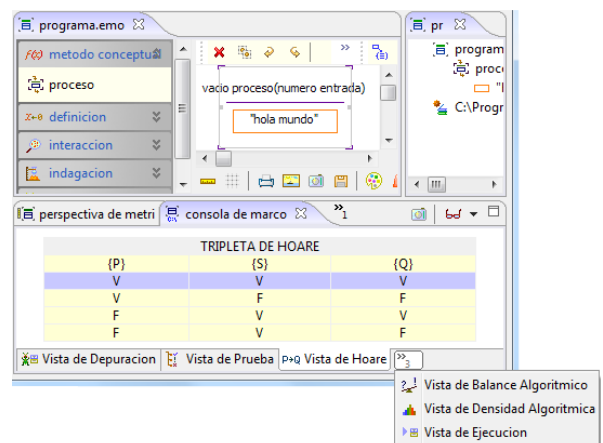 programa.emo
pr
f(x) metodo conceptual
proceso
definicion
interaccion
indagacion
vacio proceso(numero entrada)
"hola mundo"
program
proce
C:\Progr
perspectiva de metri
consola de marco
1
TRIPLETA DE HOARE
{P} {S} {Q}
V V V
V F F
F V V
F V F
Vista de Depuracion
Vista de Prueba
P→Q Vista de Hoare
3
Vista de Balance Algoritmico
Vista de Densidad Algoritmica
Vista de Ejecucion